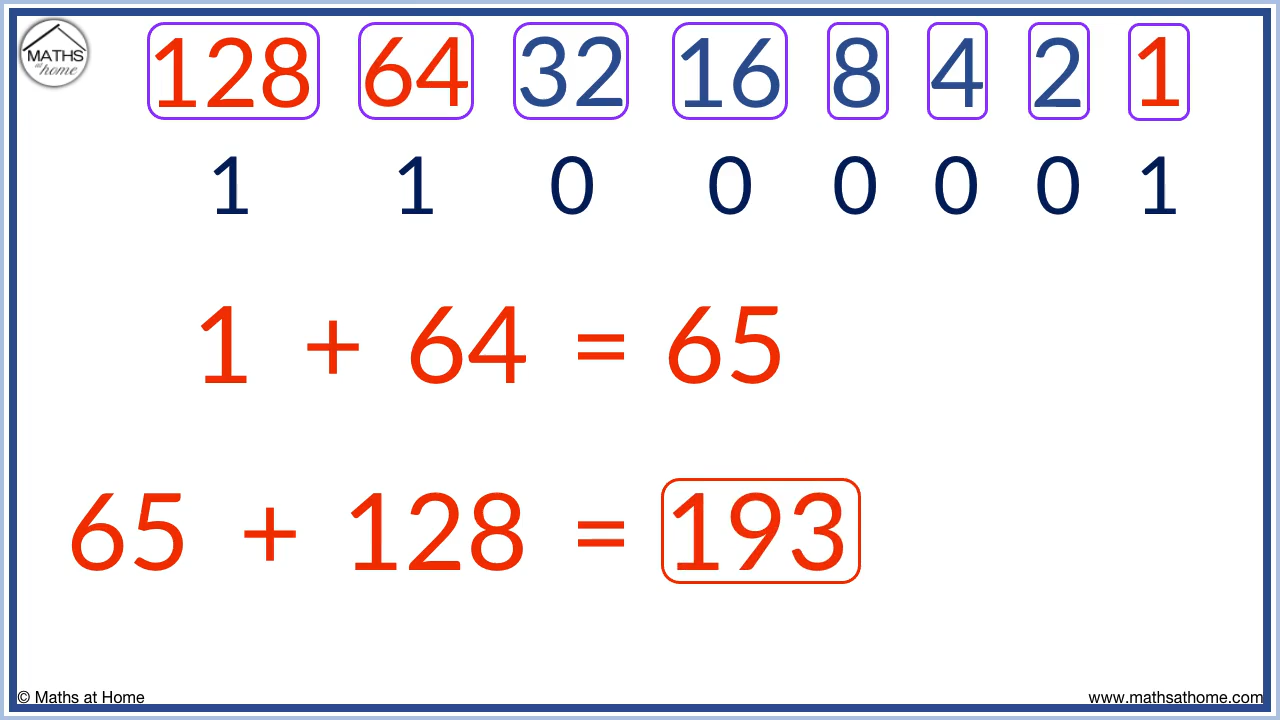 MATHS
at home
128 64 32 16 8 4 2 1
1 1 0 0 0 0 0 1
1 + 64 = 65
65 + 128 = 193
© Maths at Home
www.mathsathome.com